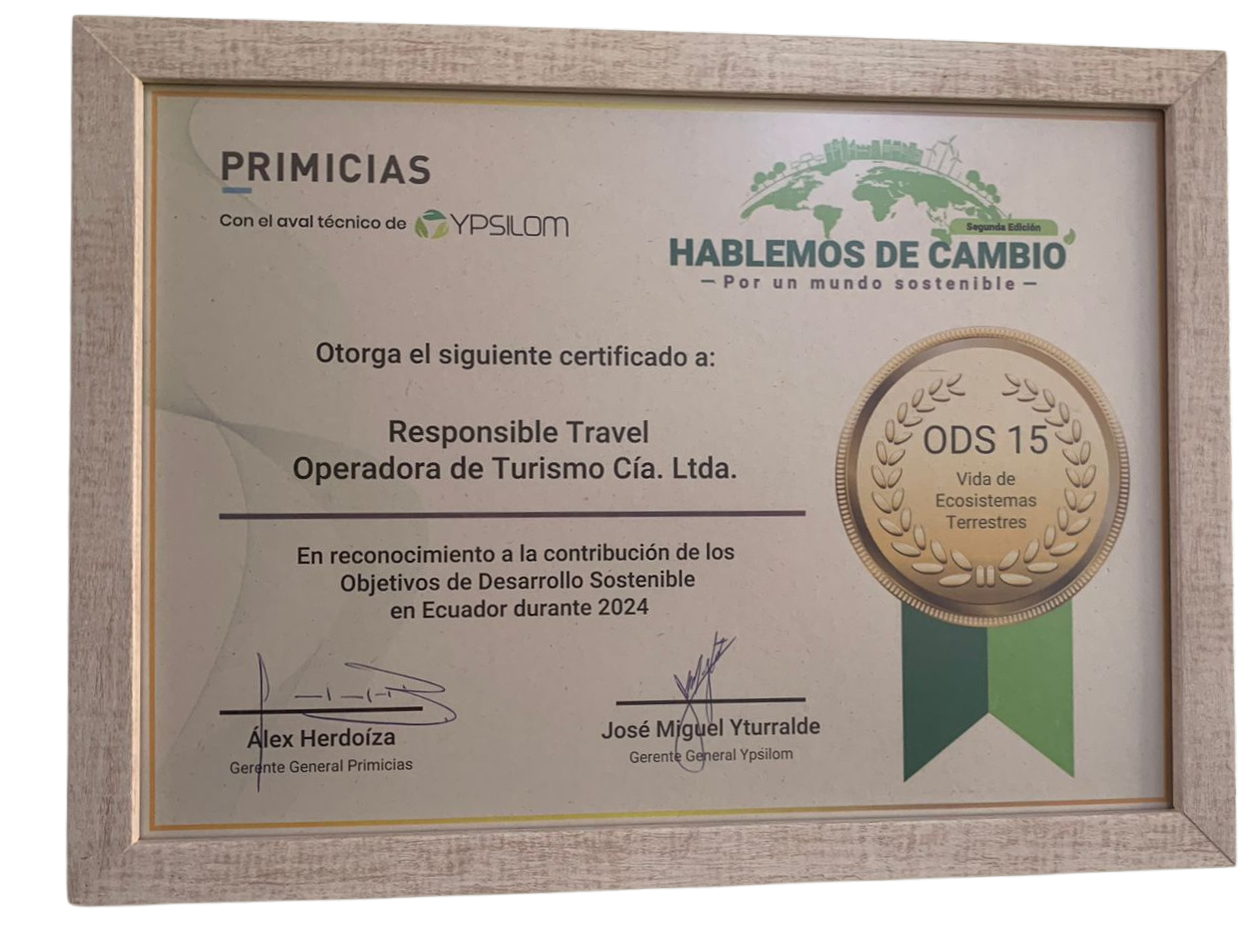 PRIMICIAS
Con el aval técnico de YPSILOM
Segunda Edición
HABLEMOS DE CAMBIO
— Por un mundo sostenible —
Otorga el siguiente certificado a:
Responsible Travel
Operadora de Turismo Cía. Ltda.
ODS 15
Vida de
Ecosistemas
Terrestres
En reconocimiento a la contribución de los
Objetivos de Desarrollo Sostenible
en Ecuador durante 2024
Álex Herdoíza
Gerente General Primicias
José Miguel Yturralde
Gerente General Ypsilom